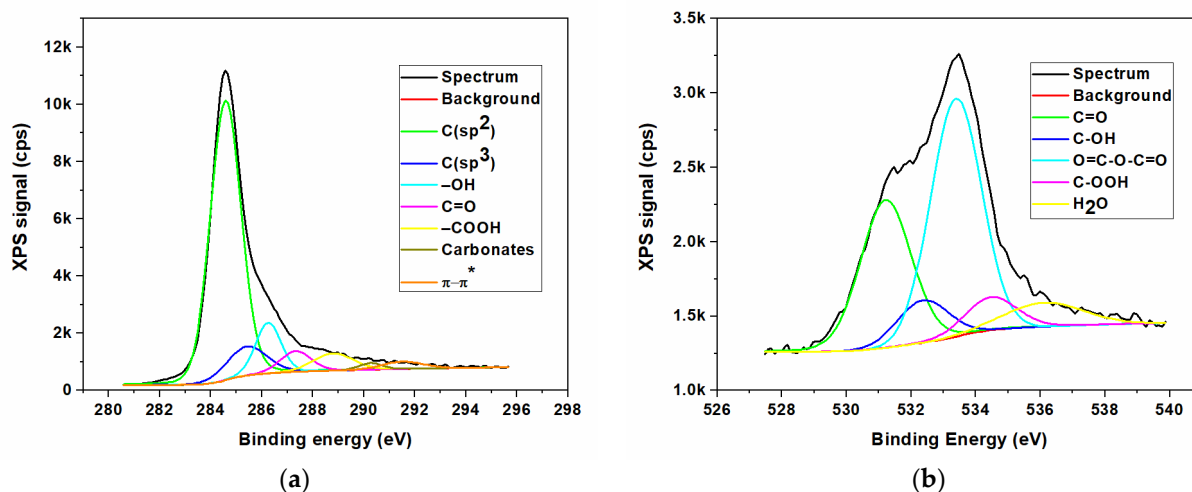 12k
10k
8k
6k
4k
2k
0
280 282 284 286 288 290 292 294 296 298
XPS signal (cps)
Binding energy (eV)
Spectrum
Background
C(sp²)
C(sp³)
–OH
C=O
–COOH
Carbonates
π–π*
(a)
3.5k
3.0k
2.5k
2.0k
1.5k
1.0k
526 528 530 532 534 536 538 540
XPS signal (cps)
Binding Energy (eV)
Spectrum
Background
C=O
C-OH
O=C-O-C=O
C-OOH
H₂O
(b)